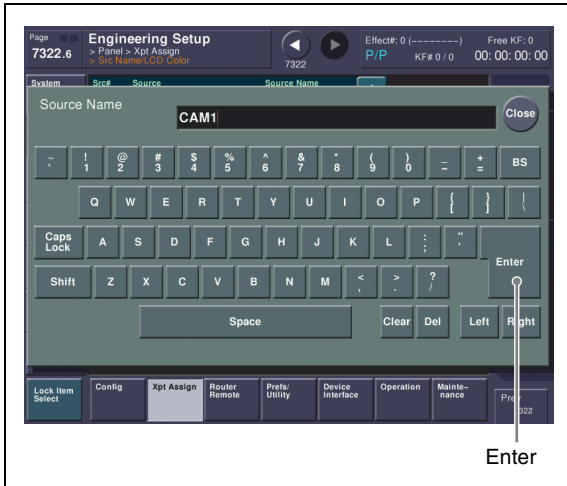 Page
7322.6
Engineering Setup
> Panel > Xpt Assign
> Src Name/LCD Color
7322
Effect#: 0 (--------)
P/P KF# 0 / 0
Free KF: 0
00: 00: 00: 00
System Src# Source Source Name
Source Name
CAM1
Close
~ ` ! 1 @ 2 # 3 $ 4 % 5 ^ 6 & 7 * 8 ( 9 ) 0 _ - + = BS
Q W E R T Y U I O P { [ } ] | \
Caps Lock A S D F G H J K L : ; " ' Enter
Shift Z X C V B N M < , > . ? /
Space Clear Del Left Right
Lock Item Select
Config
Xpt Assign
Router Remote
Prefs/ Utility
Device Interface
Operation
Mainte– nance
Enter